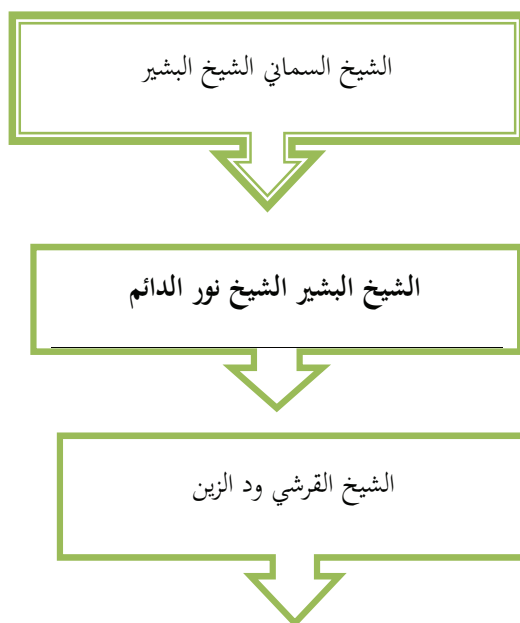 الشيخ السماني الشيخ البشير
الشيخ البشير الشيخ نور الدائم
الشيخ القرشي ود الزين